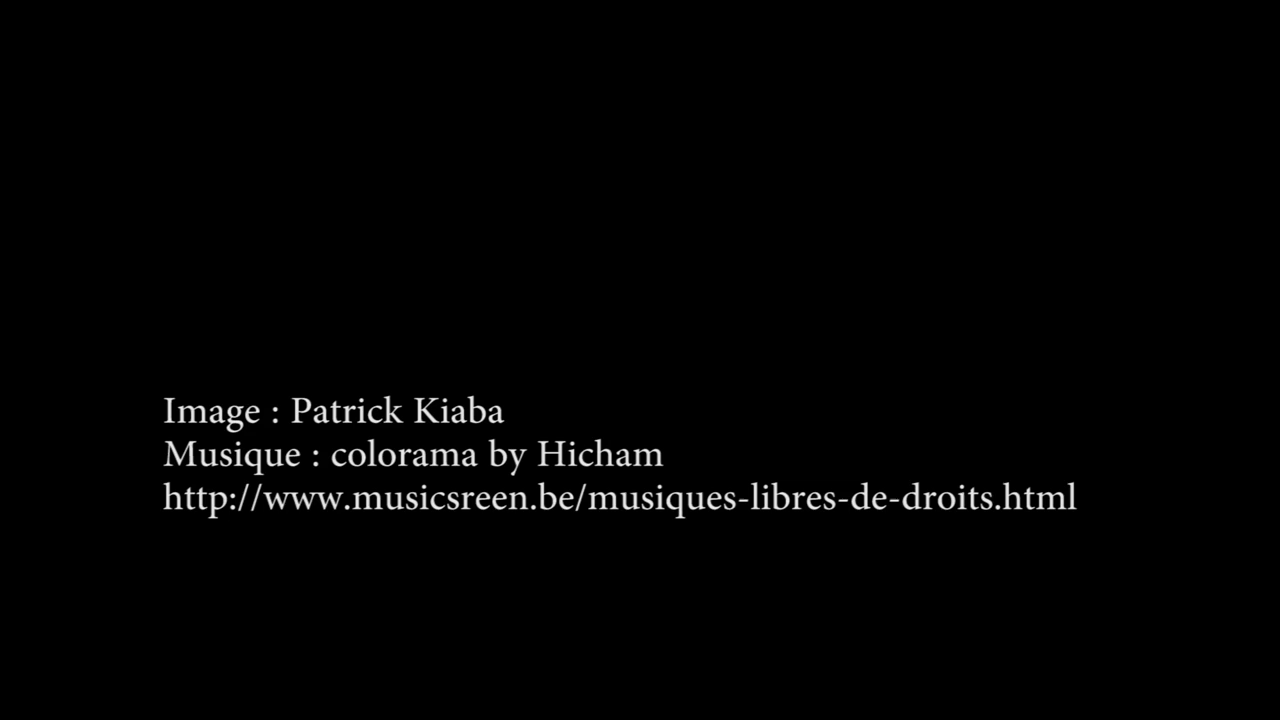 Image : Patrick Kiaba
Musique : colorama by Hicham
http://www.musicsreen.be/musiques-libres-de-droits.html